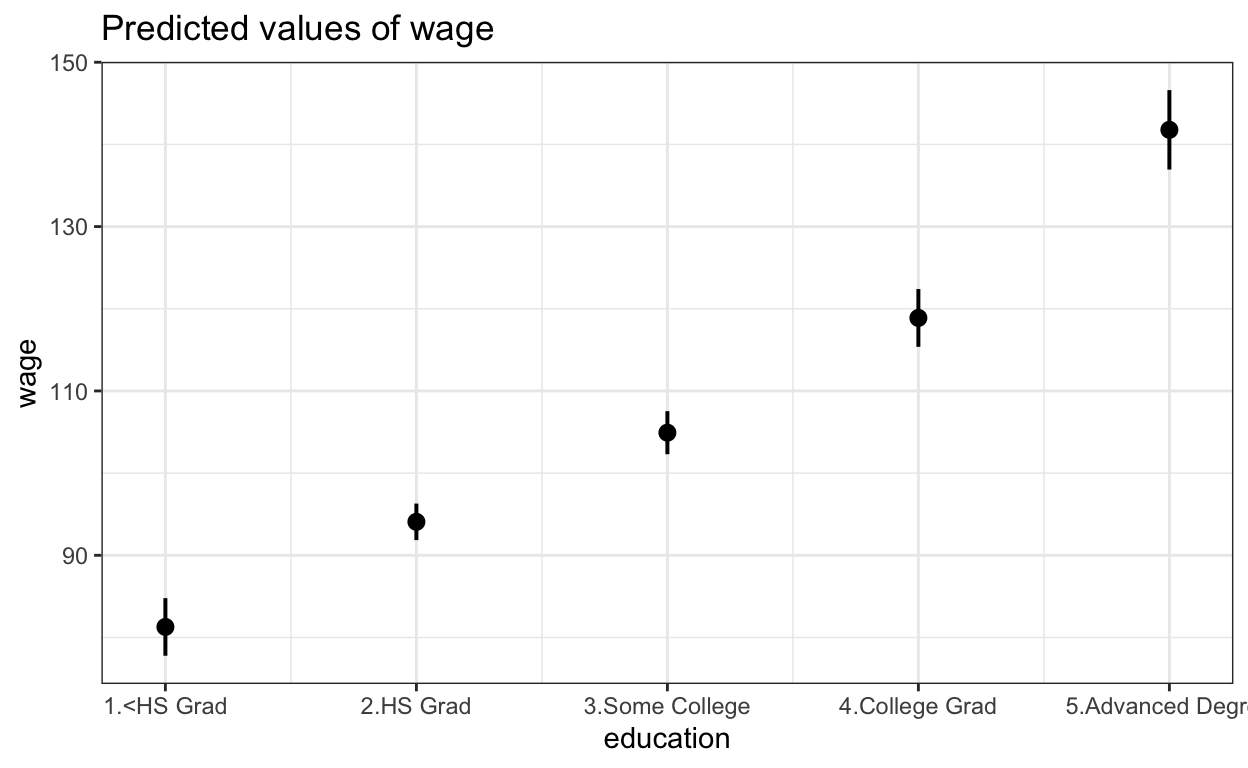 Predicted values of wage
150
130
110
90
wage
1.<HS Grad 2.HS Grad 3.Some College 4.College Grad 5.Advanced Degr
education